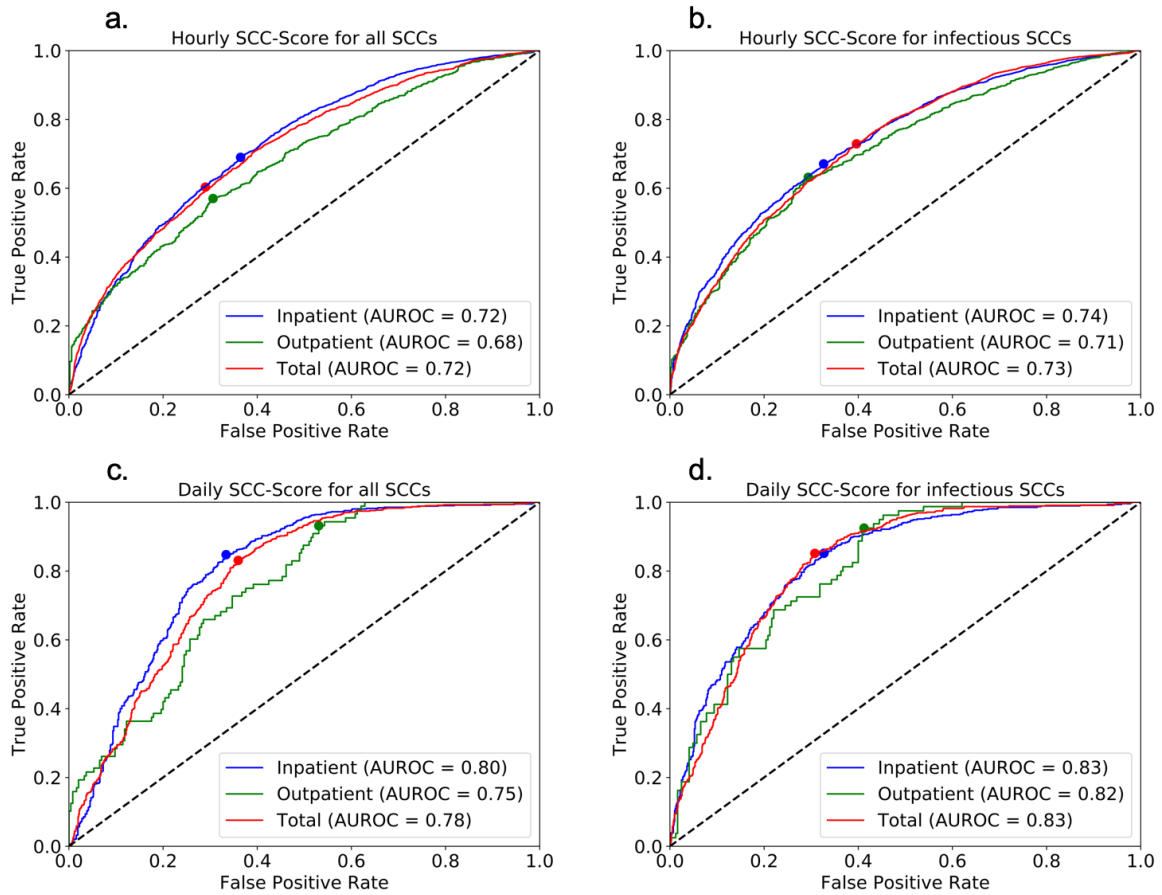 a.
Hourly SCC-Score for all SCCs
1.0
0.8
0.6
0.4
0.2
0.0
True Positive Rate
Inpatient (AUROC = 0.72)
Outpatient (AUROC = 0.68)
Total (AUROC = 0.72)
0.0 0.2 0.4 0.6 0.8 1.0
False Positive Rate
b.
Hourly SCC-Score for infectious SCCs
1.0
0.8
0.6
0.4
0.2
0.0
True Positive Rate
Inpatient (AUROC = 0.74)
Outpatient (AUROC = 0.71)
Total (AUROC = 0.73)
0.0 0.2 0.4 0.6 0.8 1.0
False Positive Rate
c.
Daily SCC-Score for all SCCs
1.0
0.8
0.6
0.4
0.2
0.0
True Positive Rate
Inpatient (AUROC = 0.80)
Outpatient (AUROC = 0.75)
Total (AUROC = 0.78)
0.0 0.2 0.4 0.6 0.8 1.0
False Positive Rate
d.
Daily SCC-Score for infectious SCCs
1.0
0.8
0.6
0.4
0.2
0.0
True Positive Rate
Inpatient (AUROC = 0.83)
Outpatient (AUROC = 0.82)
Total (AUROC = 0.83)
0.0 0.2 0.4 0.6 0.8 1.0
False Positive Rate